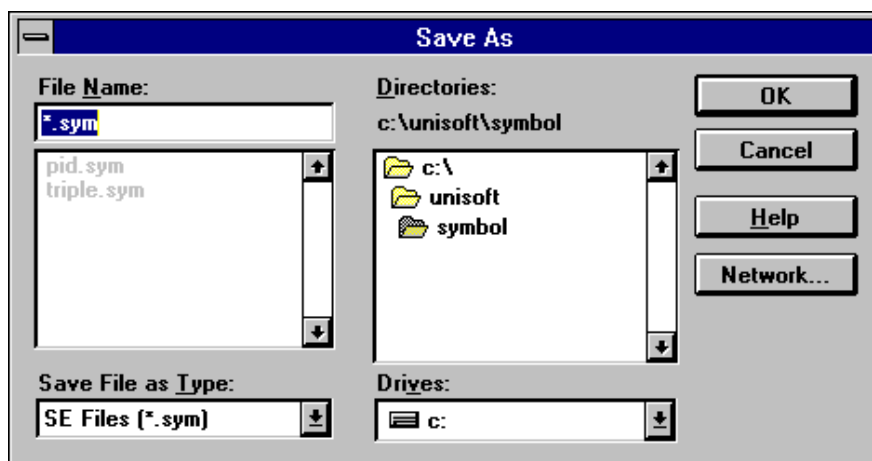 Save As
File Name:
*.sym
pid.sym
triple.sym
Save File as Type:
SE Files (*.sym)
Directories:
c:\unisoft\symbol
c:\
unisoft
symbol
Drives:
c:
OK
Cancel
Help
Network...